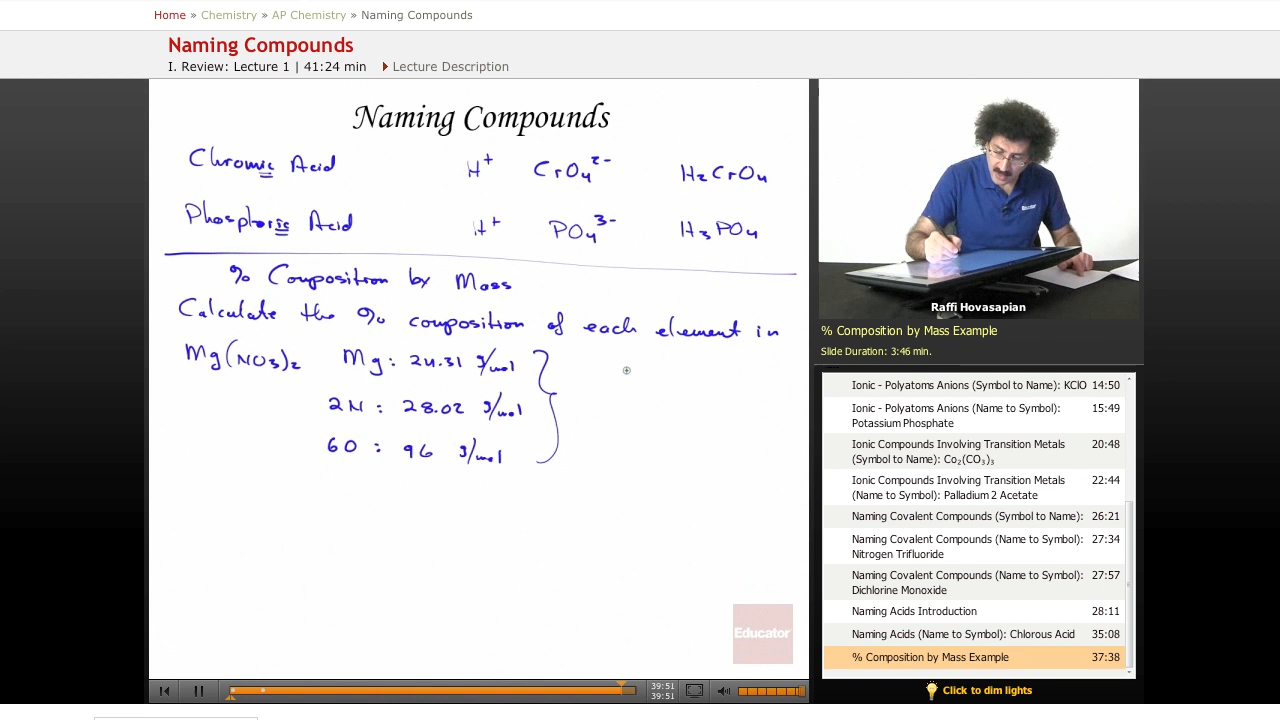 Home » Chemistry » AP Chemistry » Naming Compounds
Naming Compounds
I. Review: Lecture 1 | 41:24 min
Lecture Description
Naming Compounds
Chromic Acid H⁺ CrO₄²⁻ H₂CrO₄
Phosphoric Acid H⁺ PO₄³⁻ H₃PO₄
% Composition by Mass
Calculate the % composition of each element in
Mg(NO₃)₂ Mg: 24.31 g/mol
2N: 28.02 g/mol
6O: 96 g/mol
Educator
Educator
Raffi Hovasapian
% Composition by Mass Example
Slide Duration: 3:46 min.
Ionic - Polyatoms Anions (Symbol to Name): KClO 14:50
Ionic - Polyatoms Anions (Name to Symbol): 15:49
Potassium Phosphate
Ionic Compounds Involving Transition Metals 20:48
(Symbol to Name): Co₂(CO₃)₃
Ionic Compounds Involving Transition Metals 22:44
(Name to Symbol): Palladium 2 Acetate
Naming Covalent Compounds (Symbol to Name): 26:21
Naming Covalent Compounds (Name to Symbol): 27:34
Nitrogen Trifluoride
Naming Covalent Compounds (Name to Symbol): 27:57
Dichlorine Monoxide
Naming Acids Introduction 28:11
Naming Acids (Name to Symbol): Chlorous Acid 35:08
% Composition by Mass Example 37:38
39:51
39:51
Click to dim lights